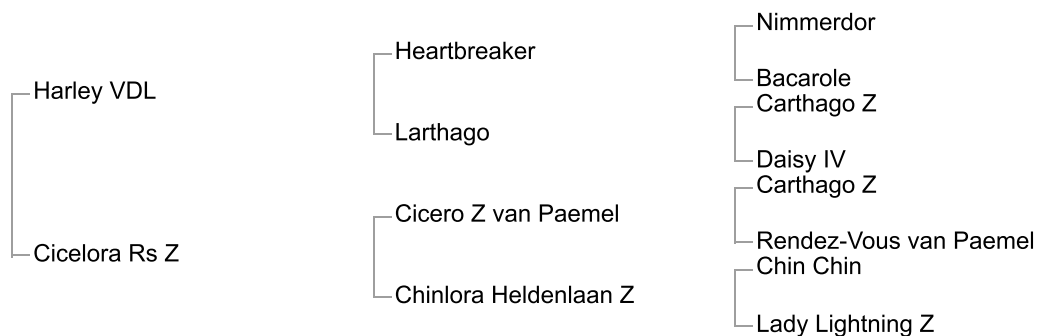 Nimmerdor
Heartbreaker
Bacarole
Harley VDL
Carthago Z
Larthago
Daisy IV
Carthago Z
Cicero Z van Paemel
Rendez-Vous van Paemel
Cicelora Rs Z
Chin Chin
Chinlora Heldenlaan Z
Lady Lightning Z